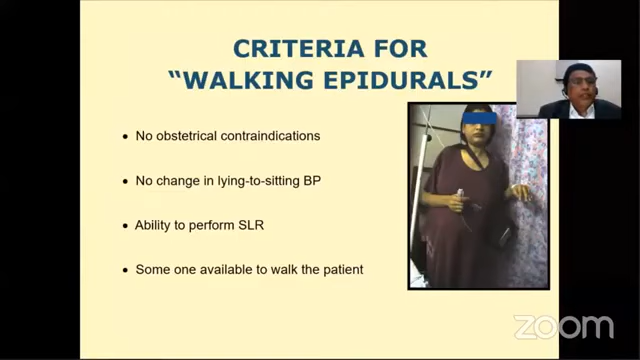 CRITERIA FOR
“WALKING EPIDURALS”
• No obstetrical contraindications
• No change in lying-to-sitting BP
• Ability to perform SLR
• Some one available to walk the patient
zoom